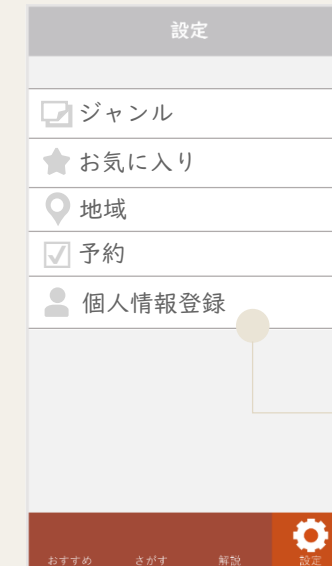 設定
ジャンル
お気に入り
地域
予約
個人情報登録
おすすめ
さがす
解説
設定